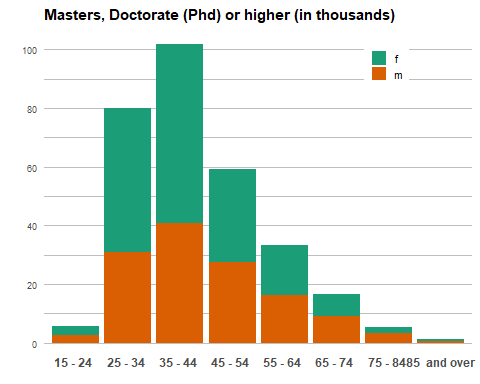 Masters, Doctorate (Phd) or higher (in thousands)
f
m
100
80
60
40
20
0
15 - 24 25 - 34 35 - 44 45 - 54 55 - 64 65 - 74 75 - 8485 and over